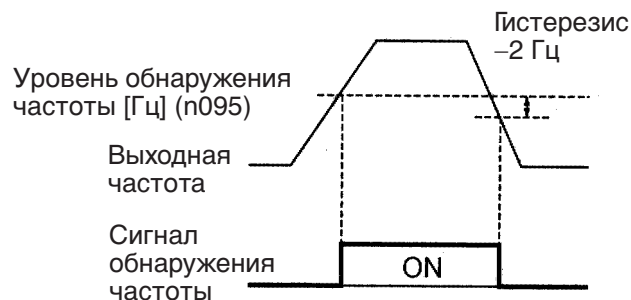 Гистерезис
–2 Гц
Уровень обнаружения
частоты [Гц] (n095)
Выходная
частота
Сигнал
обнаружения
частоты
ON